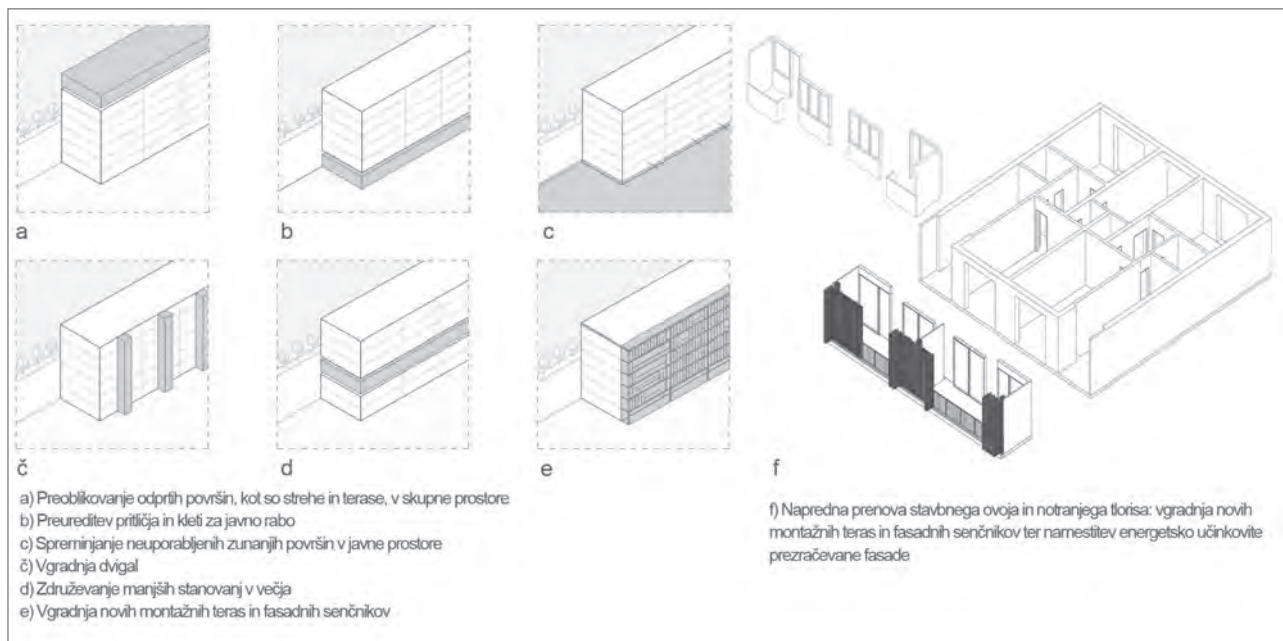 a
b
c
č
d
e
f
a) Preoblikovanje odprtih površin, kot so strehe in terase, v skupne prostore
b) Preureditev pritličja in kleti za javno rabo
c) Spreminjanje neuporabljenih zunanjih površin v javne prostore
č) Vgradnja dvigal
d) Združevanje manjših stanovanj v večja
e) Vgradnja novih montažnih teras in fasadnih senčnikov
f) Napredna prenova stavbnega ovoja in notranjega tlorisa: vgradnja novih
montažnih teras in fasadnih senčnikov ter namestitev energetsko učinkovite
prezračevane fasade